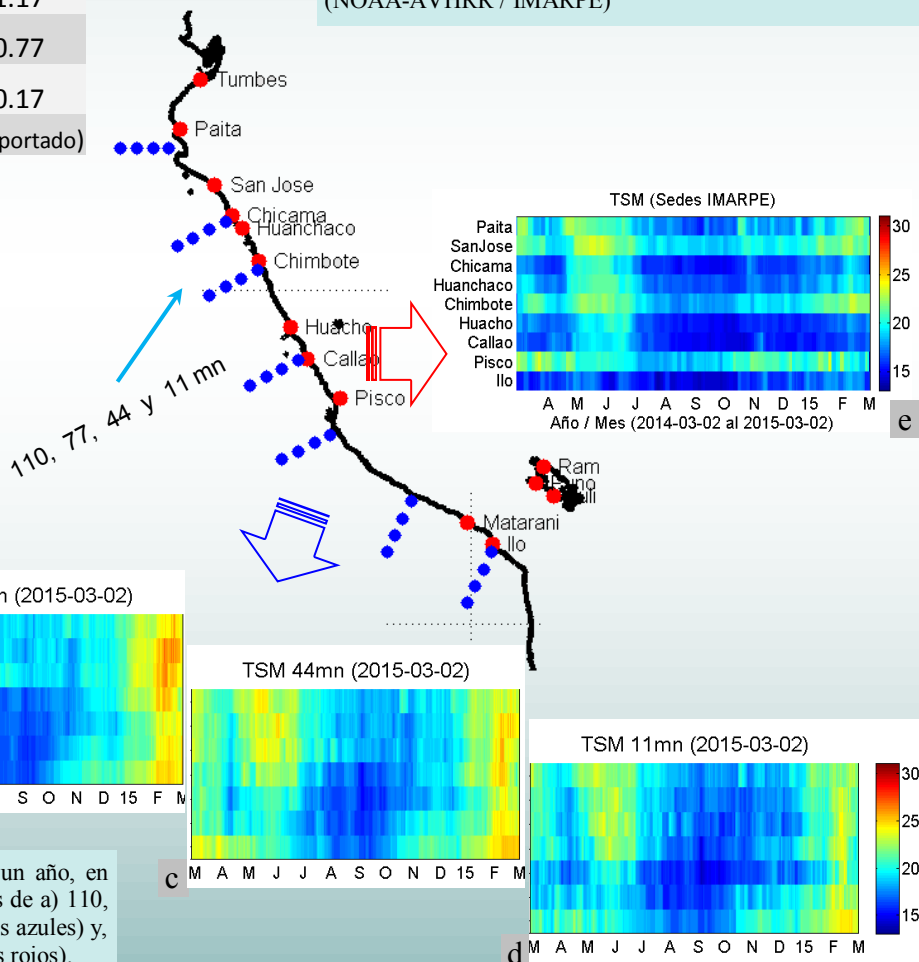 1.17
(NOAA-AVHRR / IMARPE)
0.77
0.17
portado)
Tumbes
Paita
San Jose
Chicama
Huanchaco
Chimbote
Huacho
Callao
Pisco
110, 77, 44 y 11 mn
Ram
Matarani
Ilo
TSM (Sedes IMARPE)
Paita
SanJose
Chicama
Huanchaco
Chimbote
Huacho
Callao
Pisco
Ilo
30
25
20
15
A M J J A S O N D 15 F M
Año / Mes (2014-03-02 al 2015-03-02)
e
n (2015-03-02)
S O N D 15 F M
TSM 44mn (2015-03-02)
M A M J J A S O N D 15 F M
c
TSM 11mn (2015-03-02)
30
25
20
15
M A M J J A S O N D 15 F M
d
un año, en
s de a) 110,
s azules) y,
s rojos).